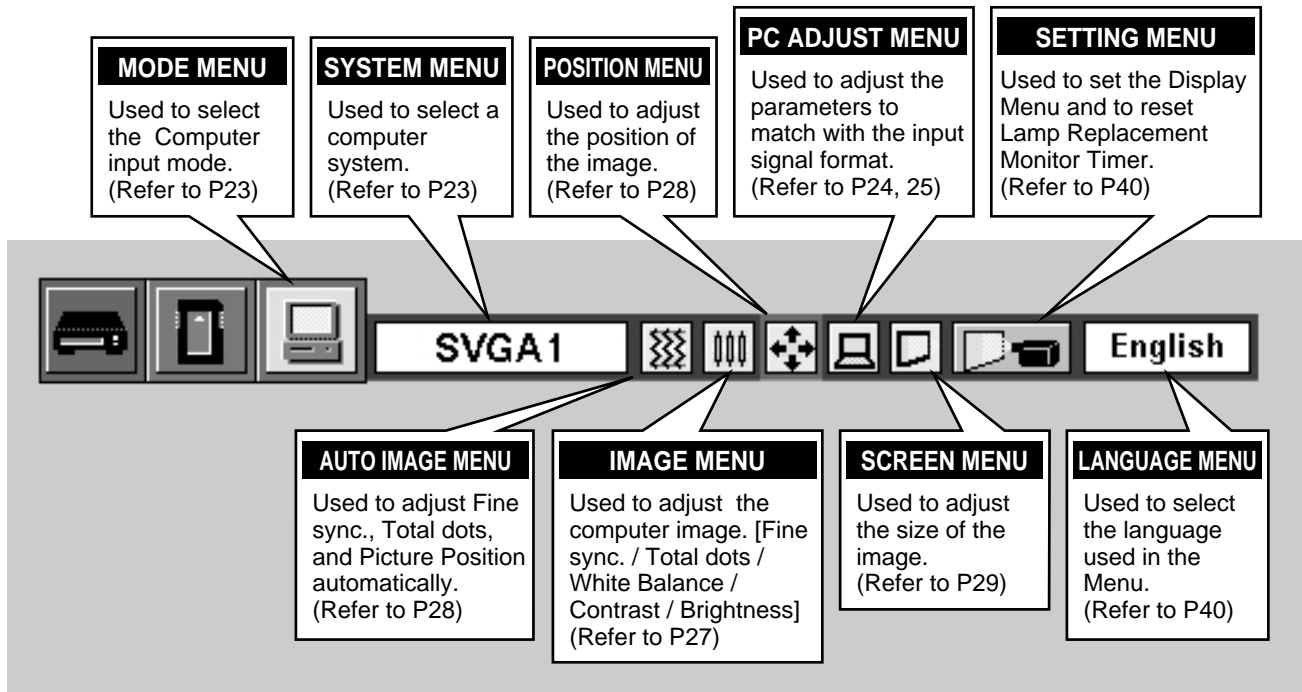 MODE MENU
Used to select
the Computer
input mode.
(Refer to P23)
SYSTEM MENU
Used to select a
computer
system.
(Refer to P23)
POSITION MENU
Used to adjust
the position of
the image.
(Refer to P28)
PC ADJUST MENU
Used to adjust the
parameters to
match with the input
signal format.
(Refer to P24, 25)
SETTING MENU
Used to set the Display
Menu and to reset
Lamp Replacement
Monitor Timer.
(Refer to P40)
SVGA1
English
AUTO IMAGE MENU
Used to adjust Fine
sync., Total dots,
and Picture Position
automatically.
(Refer to P28)
IMAGE MENU
Used to adjust the
computer image. [Fine
sync. / Total dots /
White Balance /
Contrast / Brightness]
(Refer to P27)
SCREEN MENU
Used to adjust
the size of the
image.
(Refer to P29)
LANGUAGE MENU
Used to select
the language
used in the
Menu.
(Refer to P40)